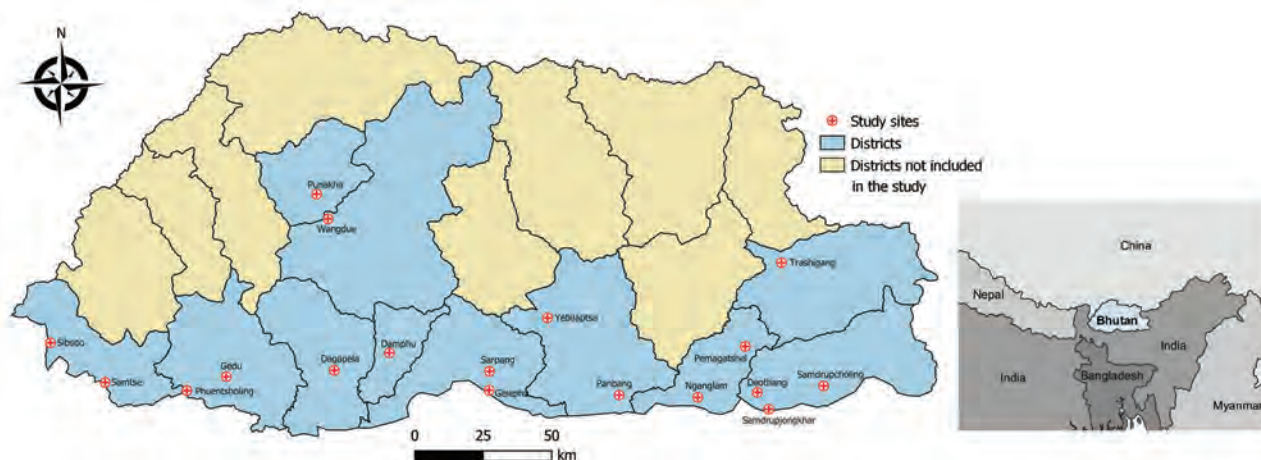 N
Study sites
Districts
Districts not included
in the study
Punakha
Wangdue
Trashigang
Yebilaptsa
Sibsoo
Damphu
Pemagatshel
Gedu
Dagapela
Sarpang
Samtse
Samdrupcholing
Phuentsholing
Gelephu
Panbang
Nganglam
Deothang
Samdrupjongkhar
0 25 50
km
China
Nepal
Bhutan
India
India
Bangladesh
Myanmar